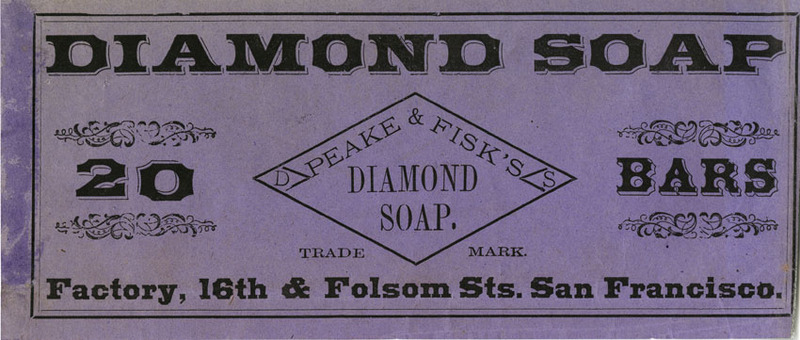 DIAMOND SOAP
20
D PEAKE & FISK'S S
DIAMOND
SOAP.
BARS
TRADE MARK.
Factory, 16th & Folsom Sts. San Francisco.